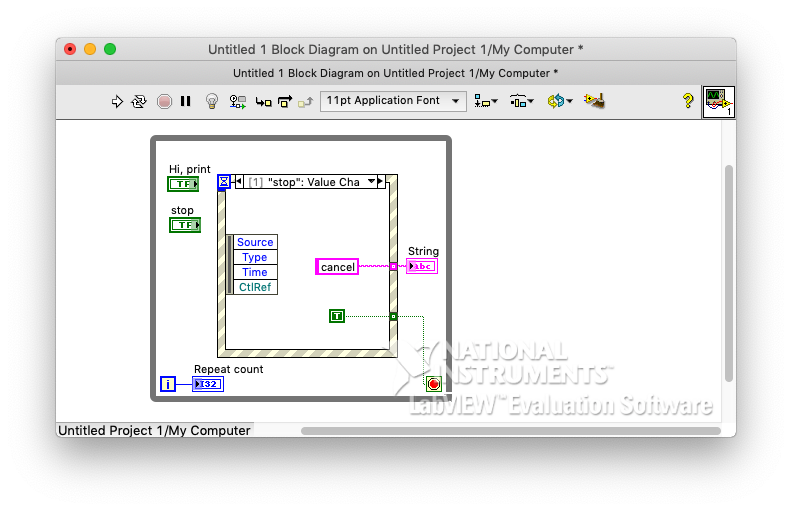 Untitled 1 Block Diagram on Untitled Project 1/My Computer *
Untitled 1 Block Diagram on Untitled Project 1/My Computer *
11pt Application Font
?
1
Hi, print
TF
[1] "stop": Value Cha
stop
TF
Source
Type
Time
CtlRef
cancel
String
abc
T
Repeat count
i
I32
NATIONAL
INSTRUMENTS™
LabVIEW™ Evaluation Software
Untitled Project 1/My Computer